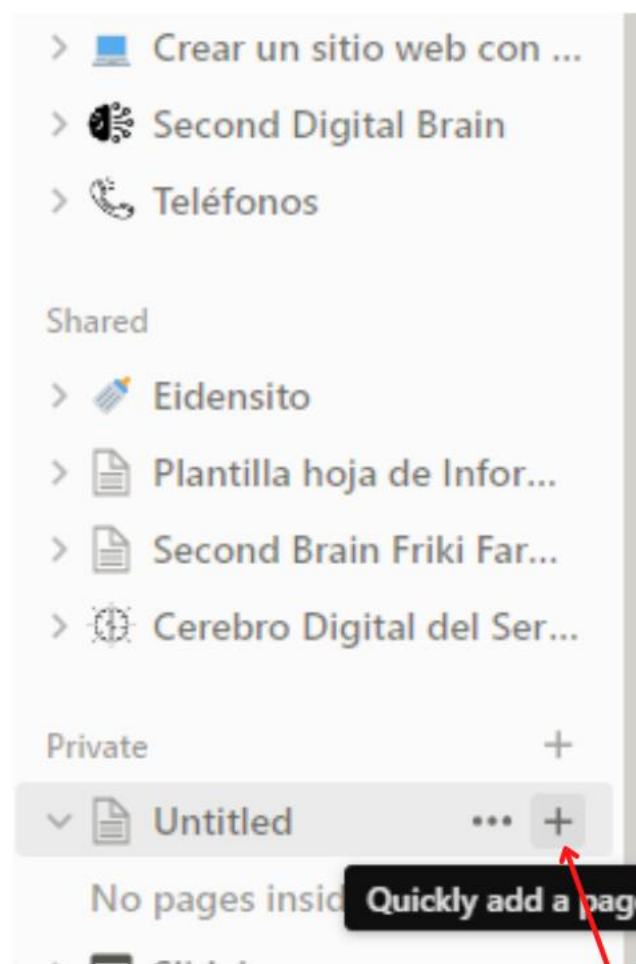 Crear un sitio web con ...
Second Digital Brain
Teléfonos
Shared
Eidensito
Plantilla hoja de Infor...
Second Brain Friki Far...
Cerebro Digital del Ser...
Private
Untitled
No pages insid
Quickly add a page